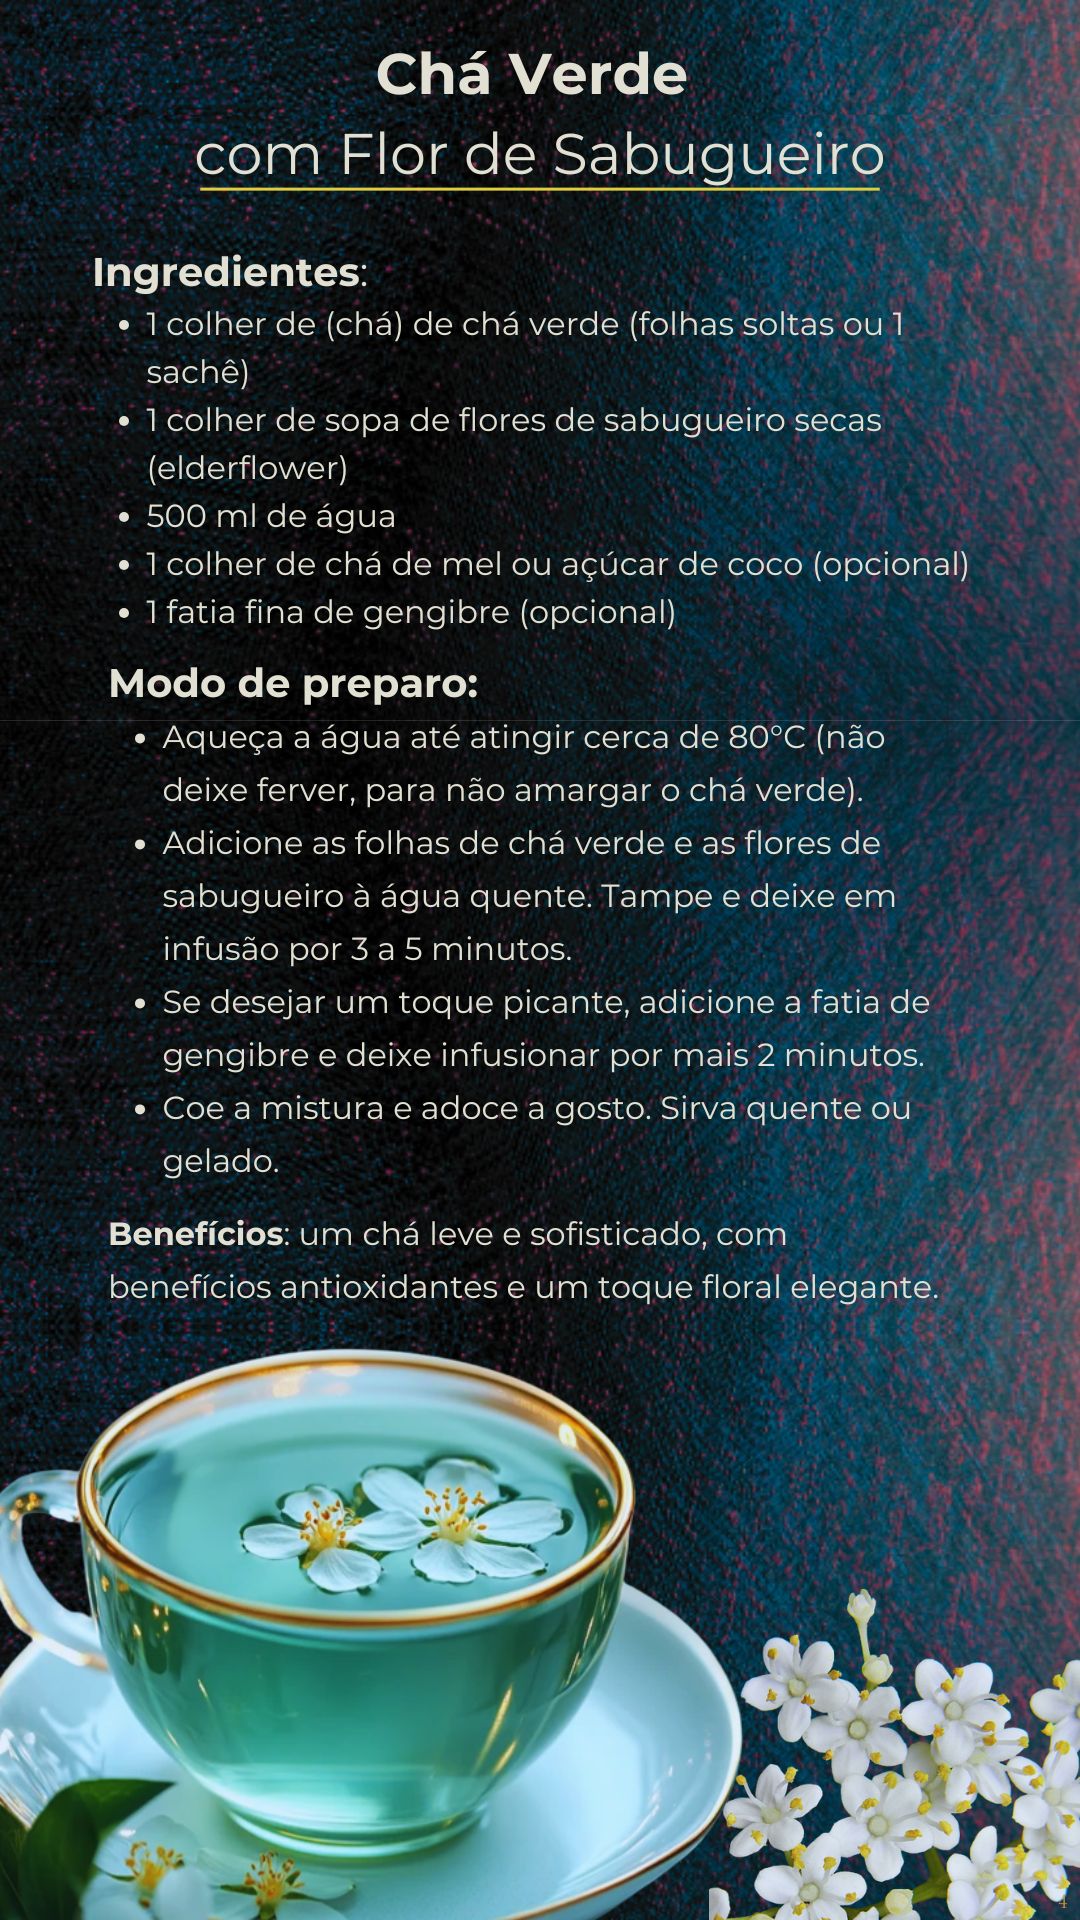 Chá Verde
com Flor de Sabugueiro
Ingredientes:
• 1 colher de (chá) de chá verde (folhas soltas ou 1
sachê)
• 1 colher de sopa de flores de sabugueiro secas
(elderflower)
• 500 ml de água
• 1 colher de chá de mel ou açúcar de coco (opcional)
• 1 fatia fina de gengibre (opcional)
Modo de preparo:
• Aqueça a água até atingir cerca de 80°C (não
deixe ferver, para não amargar o chá verde).
• Adicione as folhas de chá verde e as flores de
sabugueiro à água quente. Tampe e deixe em
infusão por 3 a 5 minutos.
• Se desejar um toque picante, adicione a fatia de
gengibre e deixe infusionar por mais 2 minutos.
• Coe a mistura e adoce a gosto. Sirva quente ou
gelado.
Benefícios: um chá leve e sofisticado, com
benefícios antioxidantes e um toque floral elegante.
4